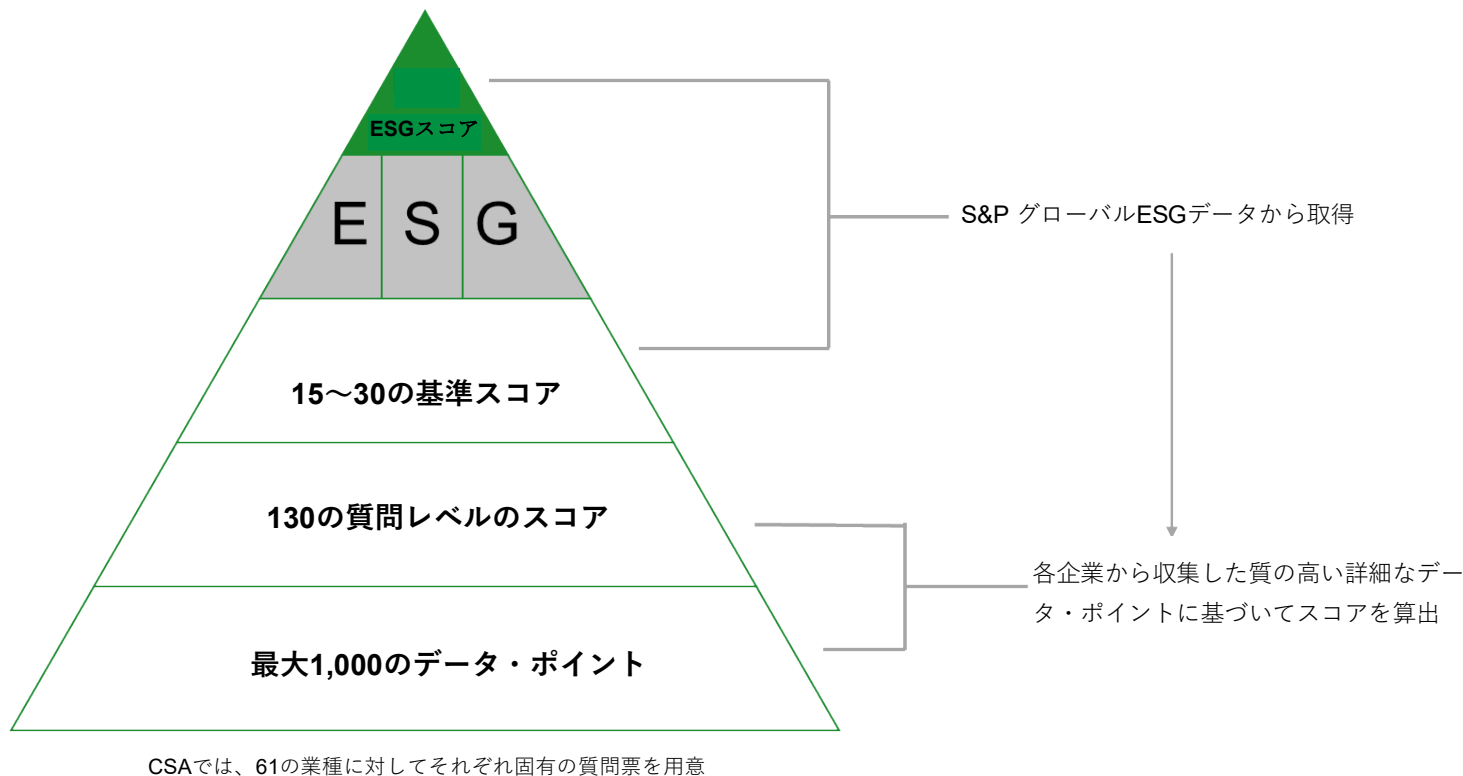 ESGスコア
E S G
S&P グローバルESGデータから取得
15～30の基準スコア
130の質問レベルのスコア
各企業から収集した質の高い詳細なデー
タ・ポイントに基づいてスコアを算出
最大1,000のデータ・ポイント
CSAでは、61の業種に対してそれぞれ固有の質問票を用意